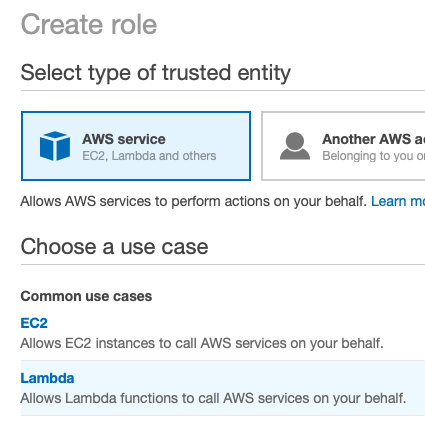 Create role
Select type of trusted entity
AWS service
EC2, Lambda and others
Another AWS
Belonging to you
Allows AWS services to perform actions on your behalf. Learn
Choose a use case
Common use cases
EC2
Allows EC2 instances to call AWS services on your behalf.
Lambda
Allows Lambda functions to call AWS services on your behalf.